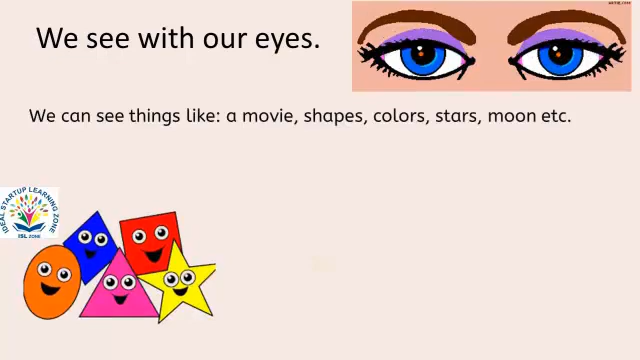 We see with our eyes.
We can see things like: a movie, shapes, colors, stars, moon etc.
IDEAL STARTUP LEARNING ZONE
ISL ZONE